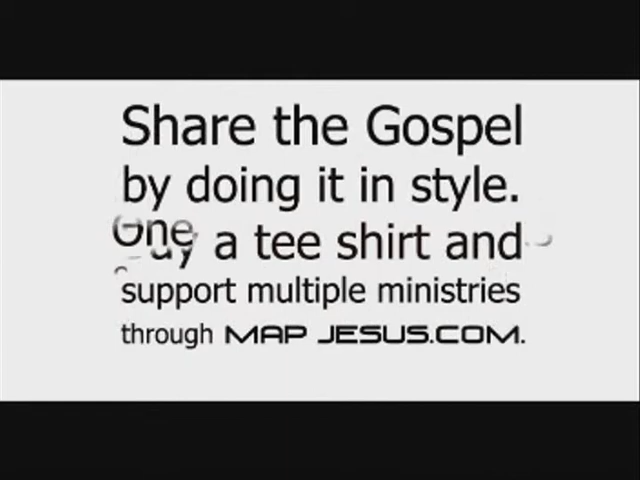 Share the Gospel
by doing it in style.
a tee shirt and
support multiple ministries
through MAP JESUS.COM.